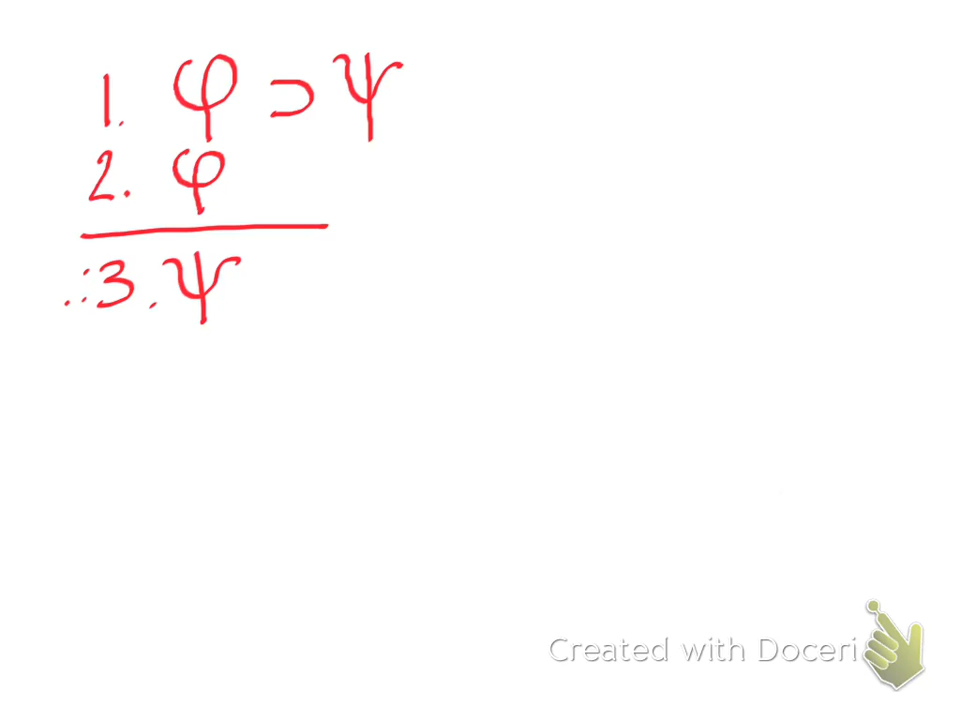 1. φ ⊃ ψ
2. φ
∴ 3. ψ
Created with Doceri